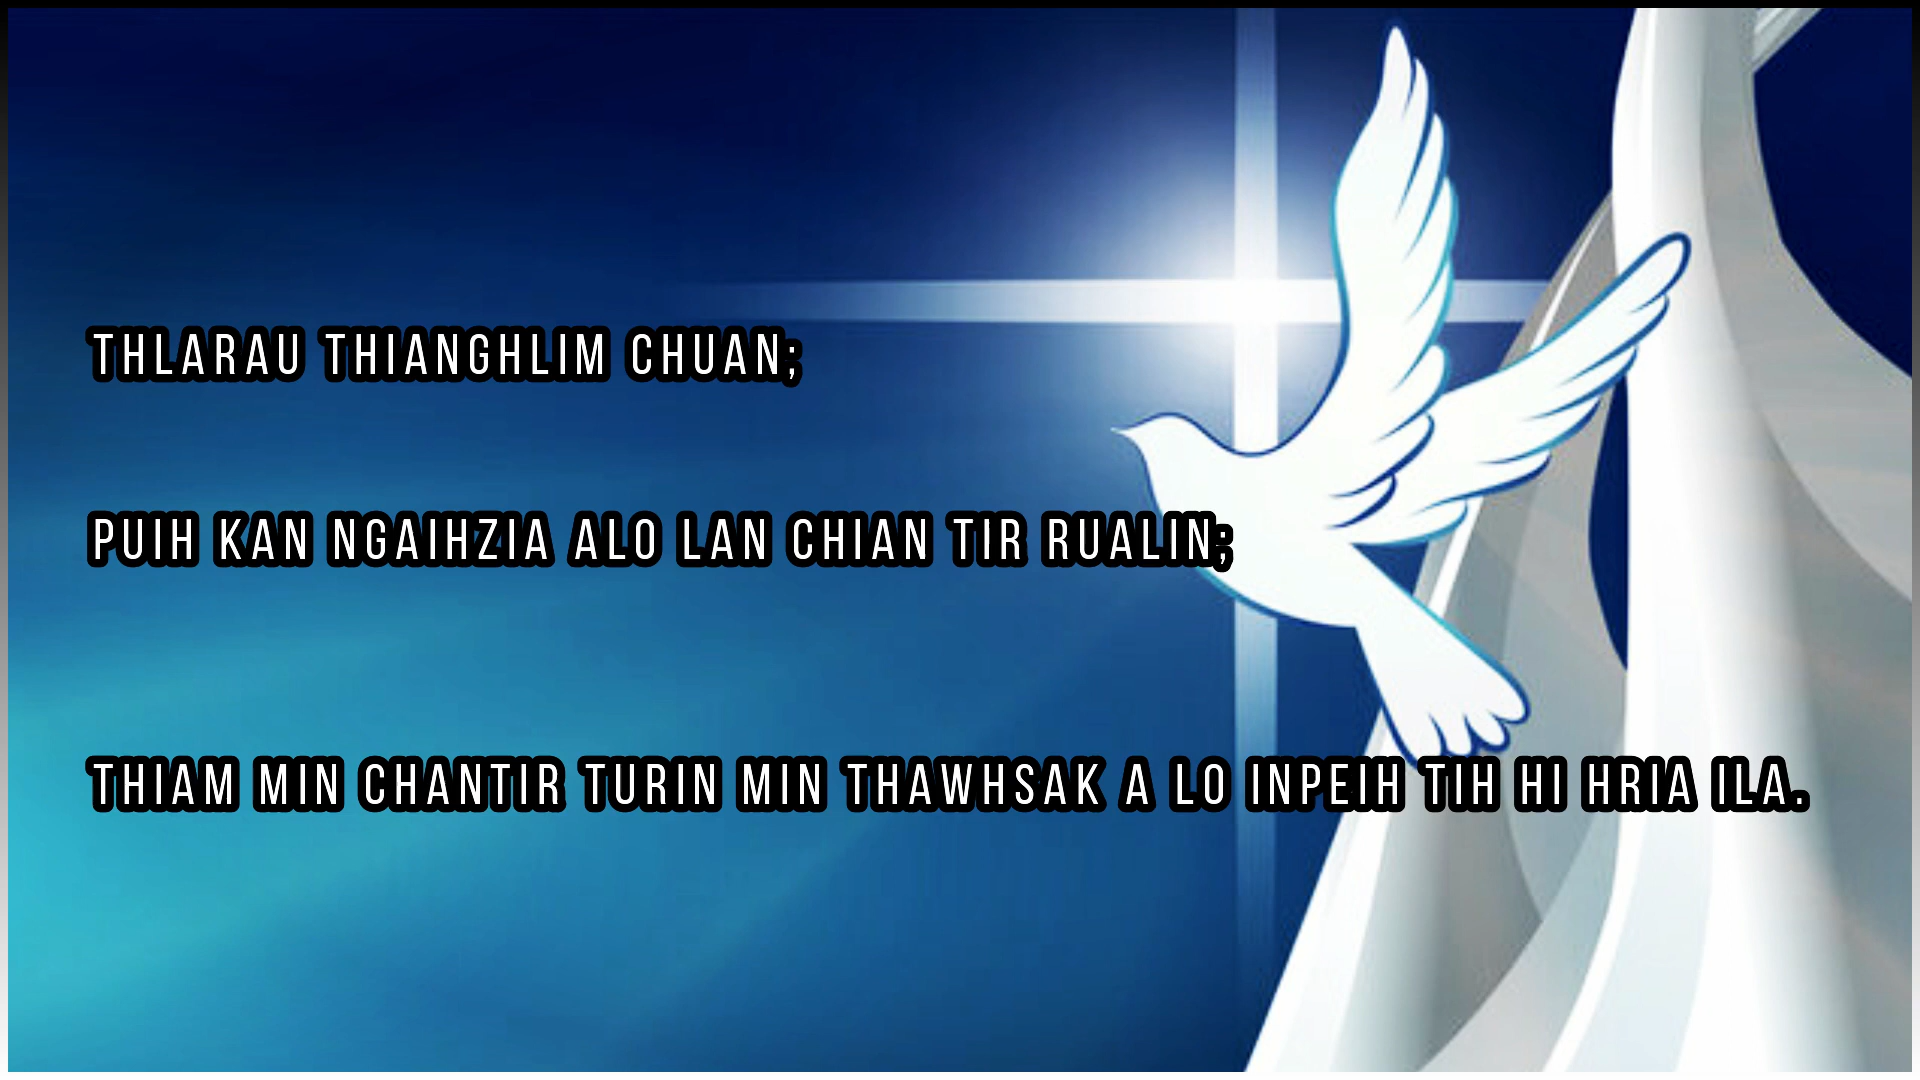 THLARAU THIANGHLIM CHUAN;
PUIH KAN NGAIHZIA ALO LAN CHIAN TIR RUALIN;
THIAM MIN CHANTIR TURIN MIN THAWHSAK A LO INPEIH TIH HI HRIA ILA.